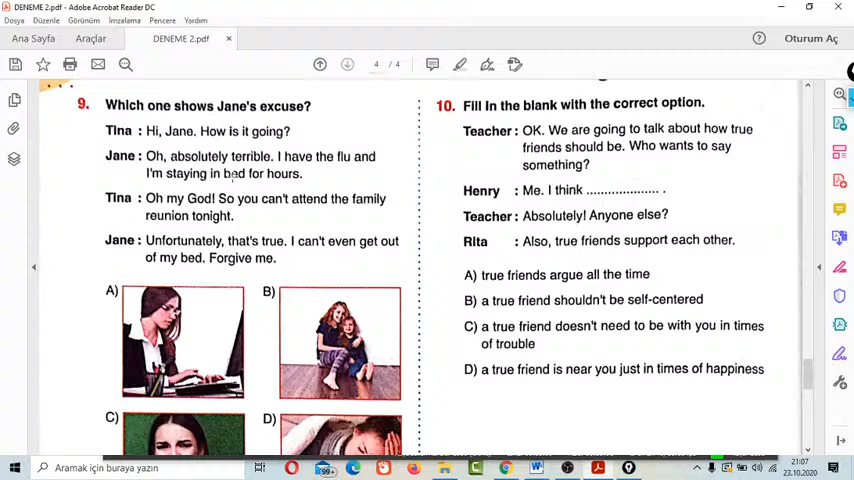 DENEME 2.pdf - Adobe Acrobat Reader DC
Dosya Düzenle Görünüm İmzalama Pencere Yardım
Ana Sayfa Araçlar DENEME 2.pdf × Oturum Aç
4 / 4
9. Which one shows Jane's excuse?
Tina : Hi, Jane. How is it going?
Jane : Oh, absolutely terrible. I have the flu and
I'm staying in bed for hours.
Tina : Oh my God! So you can't attend the family
reunion tonight.
Jane : Unfortunately, that's true. I can't even get out
of my bed. Forgive me.
A)
B)
C)
D)
10. Fill in the blank with the correct option.
Teacher : OK. We are going to talk about how true
friends should be. Who wants to say
something?
Henry : Me. I think .................... .
Teacher : Absolutely! Anyone else?
Rita : Also, true friends support each other.
A) true friends argue all the time
B) a true friend shouldn't be self-centered
C) a true friend doesn't need to be with you in times
of trouble
D) a true friend is near you just in times of happiness
Aramak için buraya yazın
99+
21:07
23.10.2020